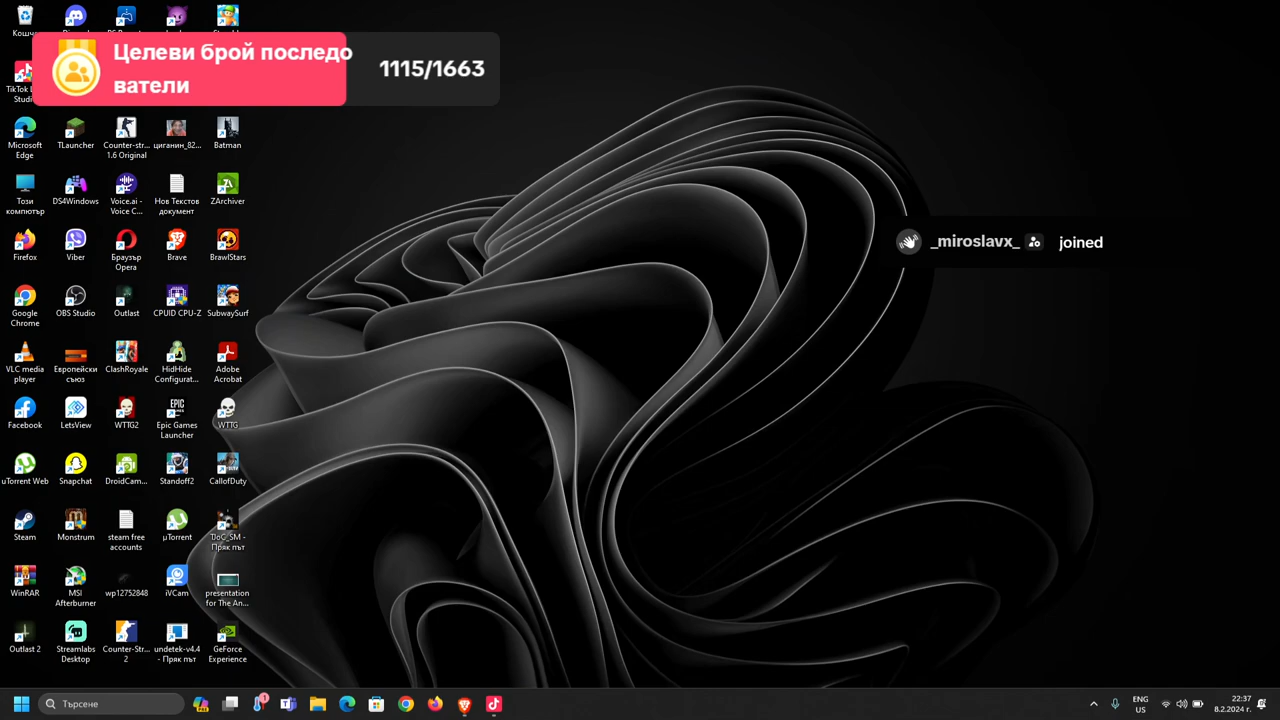 Кошч
Целеви брой последо
ватели
1115/1663
TikTok L
Studi
Microsoft
Edge
TLauncher
Counter-str...
1.6 Original
циганин_82...
Batman
Този
компютър
DS4Windows
Voice.ai -
Voice C...
Нов Текстов
документ
ZArchiver
_miroslavx_ joined
Firefox
Viber
Браузър
Opera
Brave
BrawlStars
Google
Chrome
OBS Studio
Outlast
CPUID CPU-Z
SubwaySurf
VLC media
player
Европейски
съюз
ClashRoyale
HidHide
Configurat...
Adobe
Acrobat
Facebook
LetsView
WTTG2
Epic Games
Launcher
WTTG
uTorrent Web
Snapchat
DroidCam...
Standoff2
CallofDuty
Steam
Monstrum
steam free
accounts
µTorrent
TDoC_SM -
Пряк път
WinRAR
MSI
Afterburner
wp12752848
iVCam
presentation
for The An...
Outlast 2
Streamlabs
Desktop
Counter-Str...
2
undetek-v4.4
- Пряк път
GeForce
Experience
Търсене
1
ENG
US
22:37
8.2.2024 г.